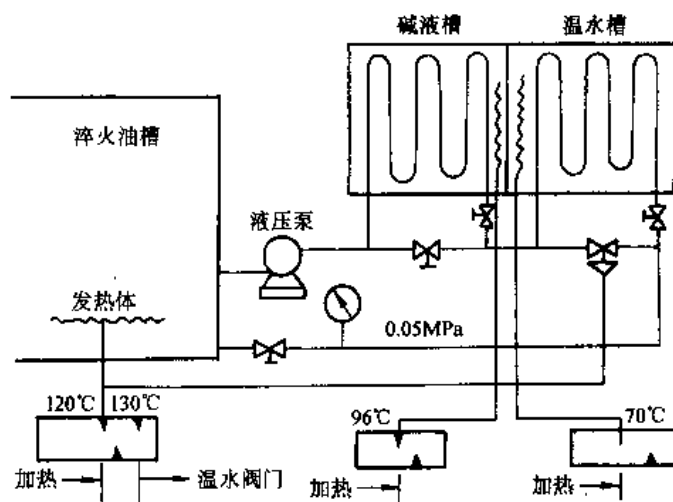 碱液槽
温水槽
淬火油槽
液压泵
发热体
0.05MPa
120℃
130℃
96℃
70℃
加热
温水阀门
加热
加热